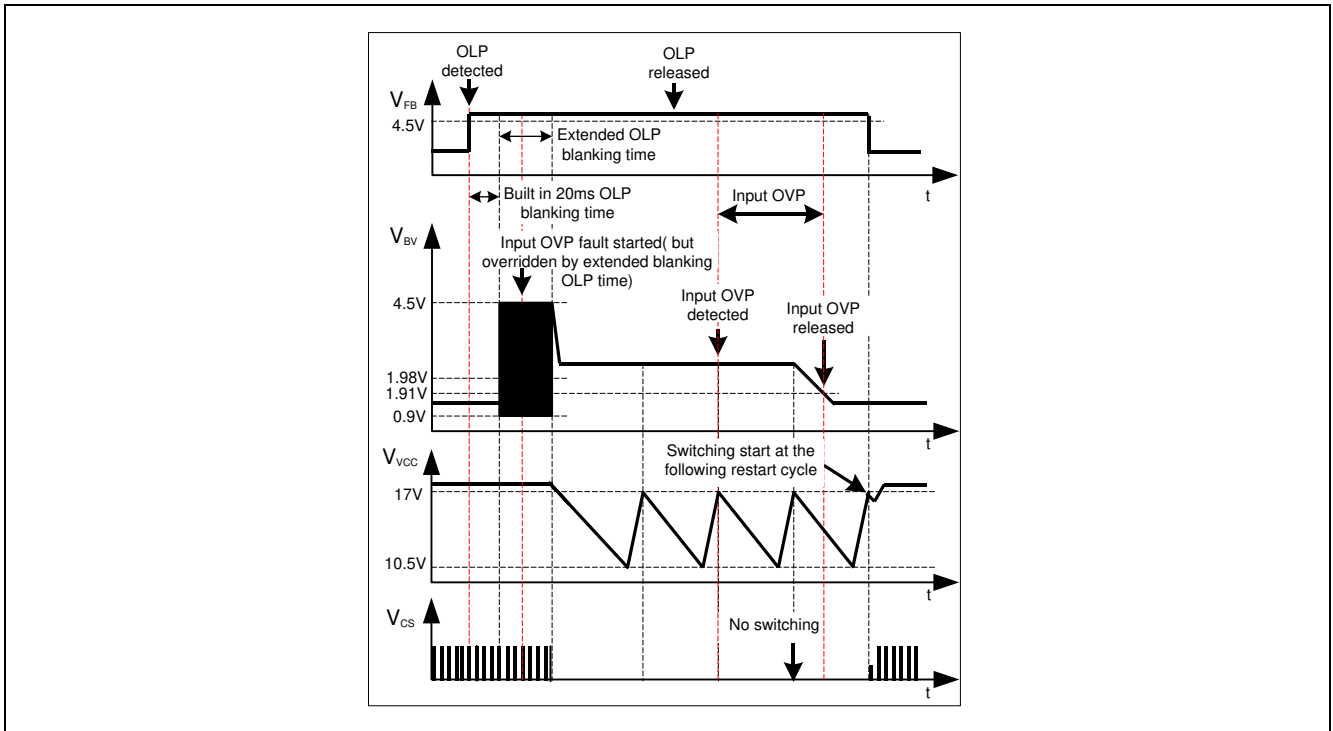 OLP
detected
OLP
released
VFB
4.5V
Extended OLP
blanking time
t
Built in 20ms OLP
blanking time
Input OVP
VBV
Input OVP fault started( but
overridden by extended blanking
OLP time)
4.5V
Input OVP
detected
Input OVP
released
1.98V
1.91V
0.9V
t
VVCC
Switching start at the
following restart cycle
17V
10.5V
t
VCS
No switching
t